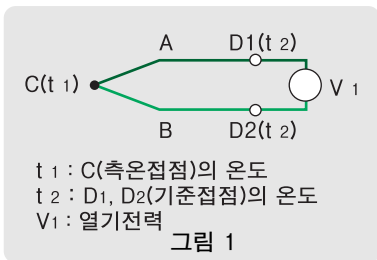 A
D1(t 2)
C(t 1)
V 1
B
D2(t 2)
t 1 : C(측온접점)의 온도
t 2 : D1, D2(기준접점)의 온도
V1 : 열기전력
그림 1